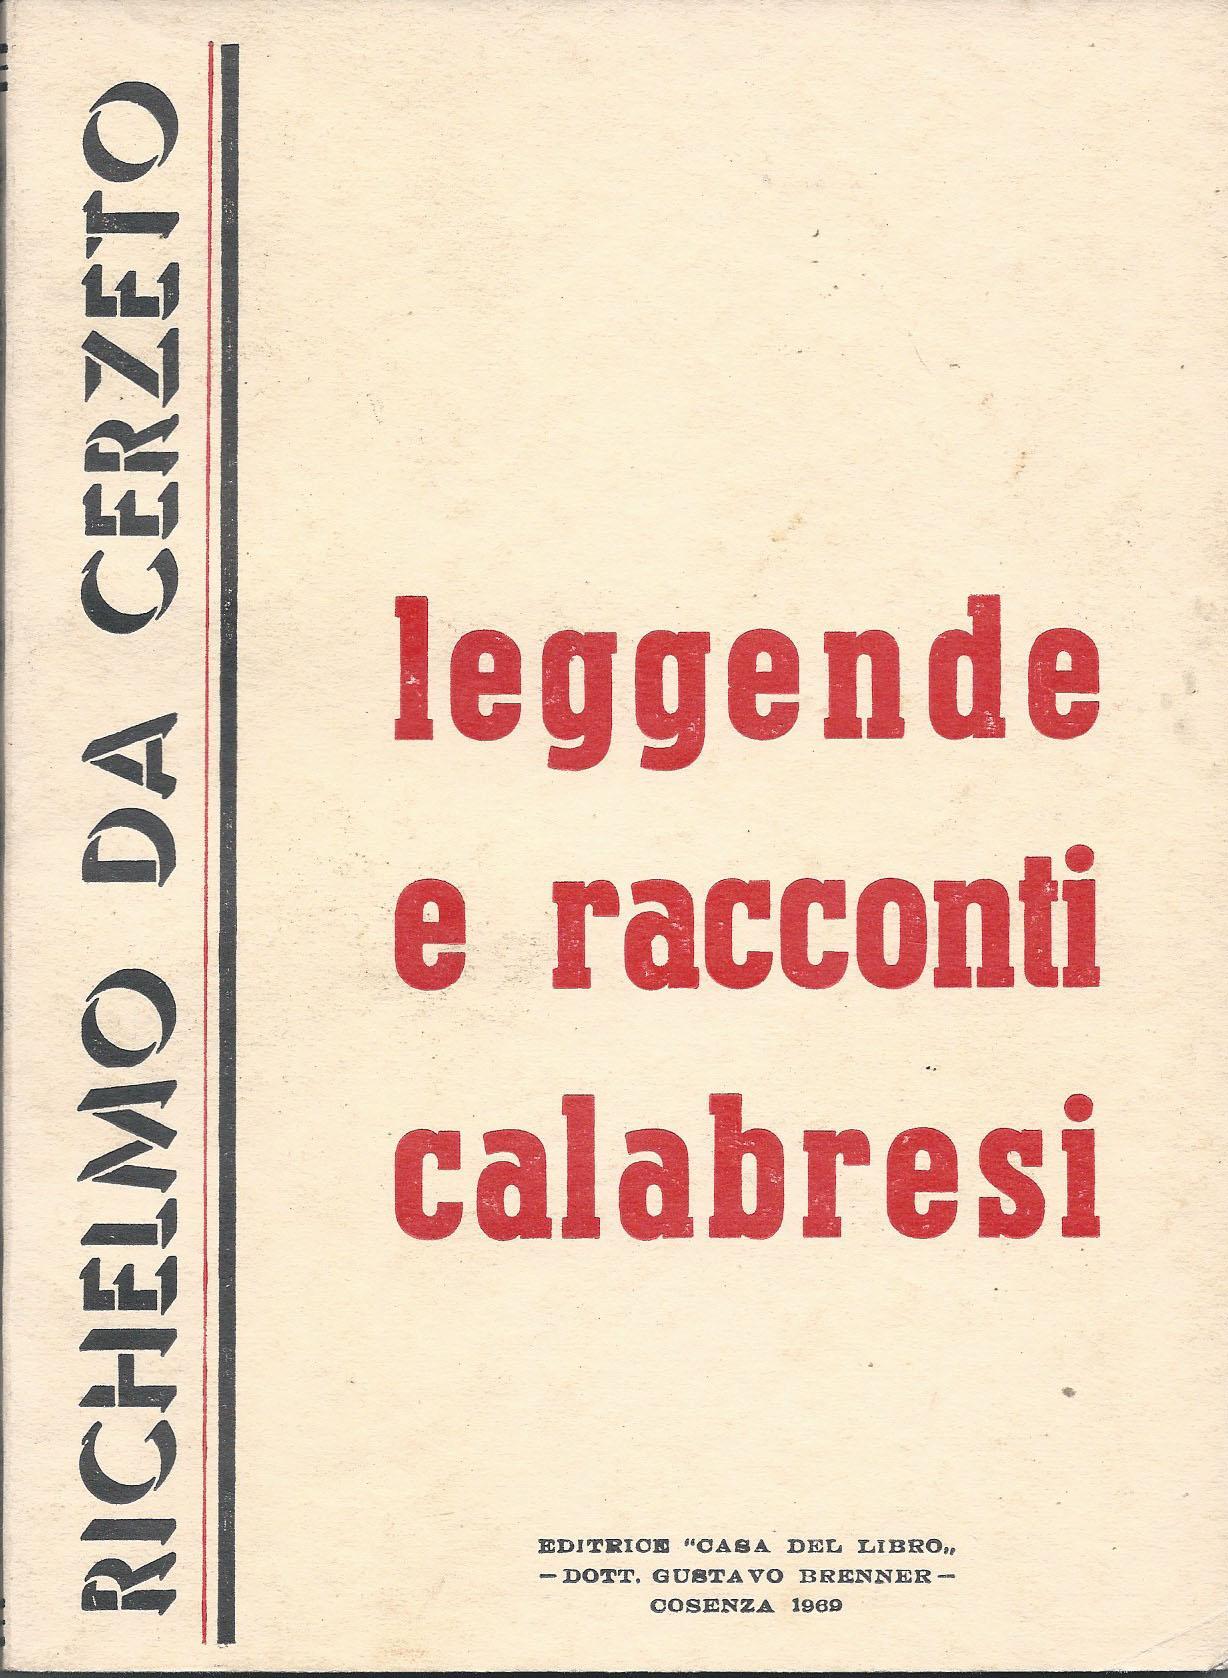 RICHELMO DA CERZETO
leggende
e racconti
calabresi
EDITRICE "CASA DEL LIBRO„
— DOTT. GUSTAVO BRENNER —
COSENZA 1969